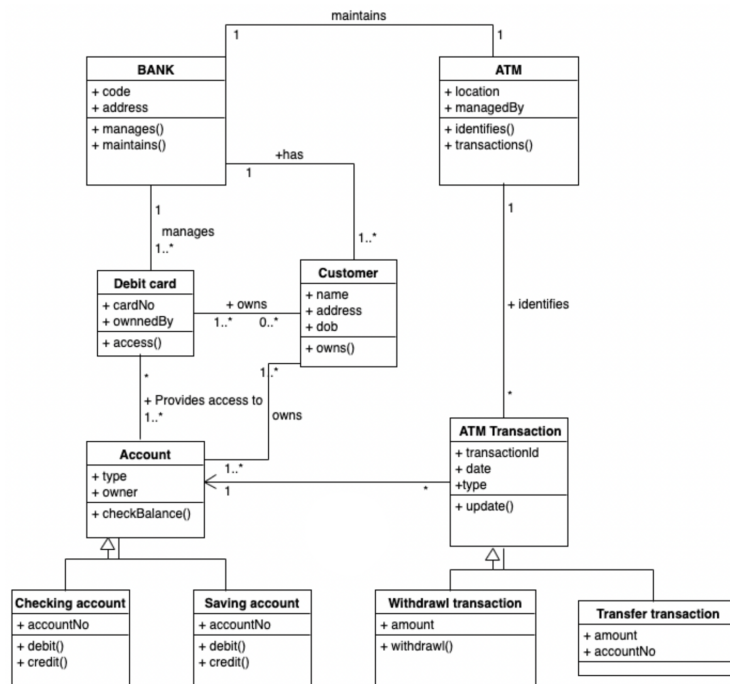 maintains
1
1
BANK
+ code
+ address
+ manages()
+ maintains()
ATM
+ location
+ managedBy
+ identifies()
+ transactions()
+has
1
1..*
1
manages
1..*
1
+ identifies
*
Debit card
+ cardNo
+ ownnedBy
+ access()
+ owns
1..*
0..*
Customer
+ name
+ address
+ dob
+ owns()
*
+ Provides access to
1..*
1..*
owns
1..*
Account
+ type
+ owner
+ checkBalance()
1
*
ATM Transaction
+ transactionId
+ date
+type
+ update()
Checking account
+ accountNo
+ debit()
+ credit()
Saving account
+ accountNo
+ debit()
+ credit()
Withdrawl transaction
+ amount
+ withdrawl()
Transfer transaction
+ amount
+ accountNo